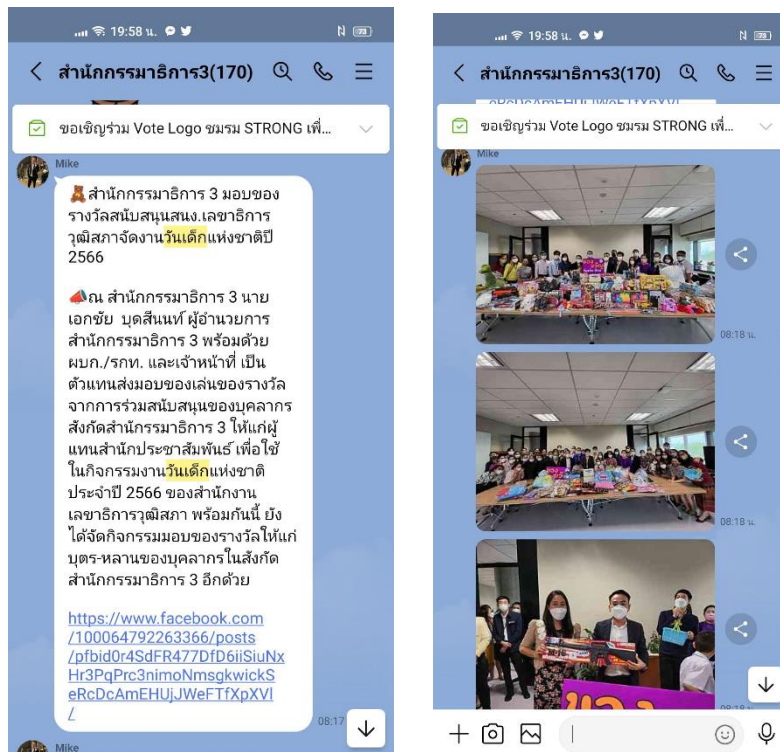 19:58 น.
73
สำนักกรรมาธิการ3(170)
ขอเชิญร่วม Vote Logo ชมรม STRONG เพื่...
Mike
🧸สำนักกรรมาธิการ 3 มอบของ
รางวัลสนับสนุนสนง.เลขาธิการ
วุฒิสภาจัดงานวันเด็กแห่งชาติปี
2566
📣ณ สำนักกรรมาธิการ 3 นาย
เอกชัย บุดสีนนท์ ผู้อำนวยการ
สำนักกรรมาธิการ 3 พร้อมด้วย
ผบก./รกท. และเจ้าหน้าที่ เป็น
ตัวแทนส่งมอบของเล่นของรางวัล
จากการร่วมสนับสนุนของบุคลากร
สังกัดสำนักกรรมาธิการ 3 ให้แก่ผู้
แทนสำนักประชาสัมพันธ์ เพื่อใช้
ในกิจกรรมงานวันเด็กแห่งชาติ
ประจำปี 2566 ของสำนักงาน
เลขาธิการวุฒิสภา พร้อมกันนี้ ยัง
ได้จัดกิจกรรมมอบของรางวัลให้แก่
บุตร-หลานของบุคลากรในสังกัด
สำนักกรรมาธิการ 3 อีกด้วย
https://www.facebook.com
/100064792263366/posts
/pfbid0r4SdFR477DfD6iiSiuNx
Hr3PqPrc3nimoNmsgkwickS
eRcDcAmEHUjJWeFTfXpXVl
/
08:17
Mike
19:58 น.
73
สำนักกรรมาธิการ3(170)
ขอเชิญร่วม Vote Logo ชมรม STRONG เพื่...
Mike
08:18 น.
08:18 น.
08:18 น.